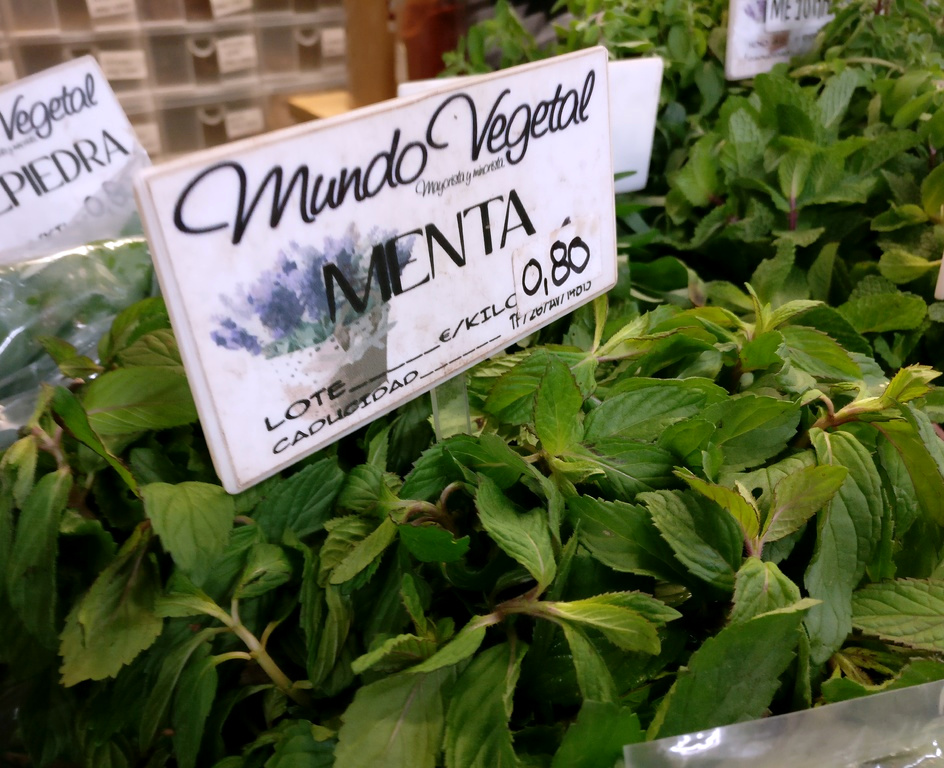 Vegetal
PIEDRA
Mundo Vegetal
Mayorista y minorista
MENTA
0,80
€/KILO
LOTE
CADUCIDAD